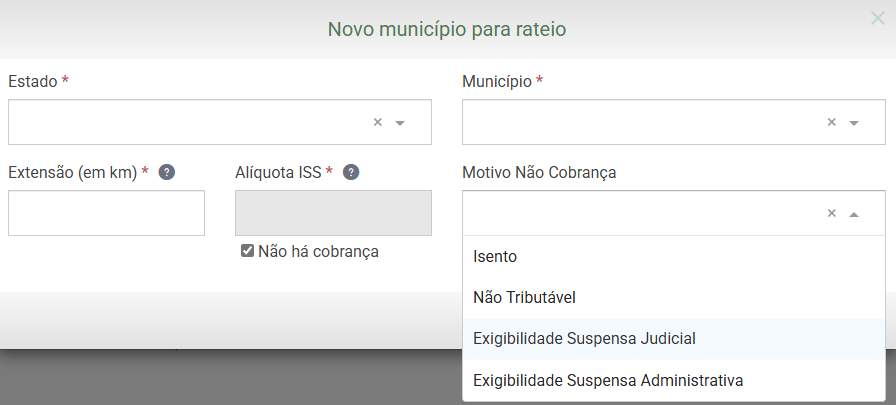 Novo município para rateio
Estado *
Município *
Extensão (em km) *
Alíquota ISS *
Motivo Não Cobrança
Não há cobrança
Isento
Não Tributável
Exigibilidade Suspensa Judicial
Exigibilidade Suspensa Administrativa